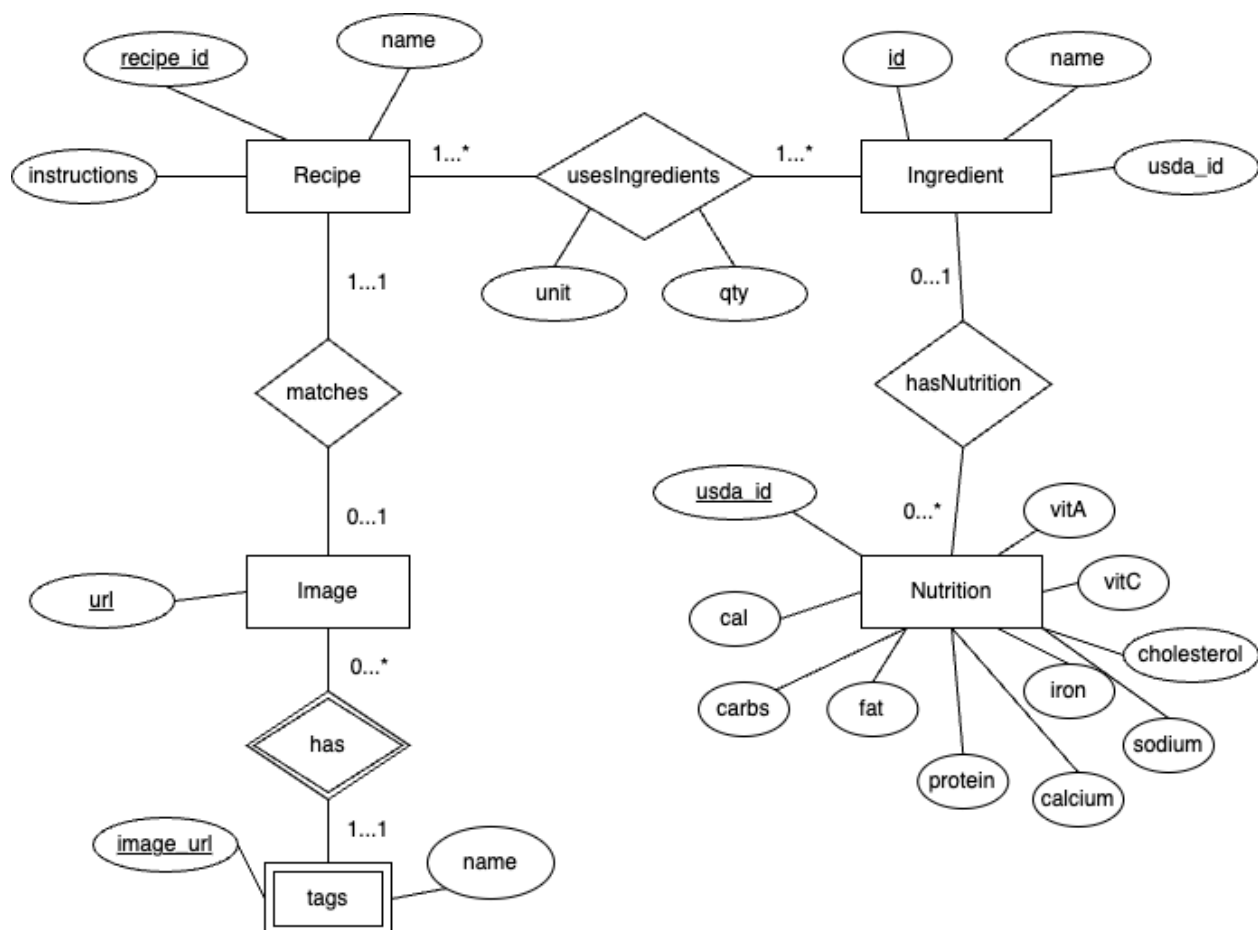 recipe_id
name
id
name
instructions
Recipe
1...*
usesIngredients
1...*
Ingredient
usda_id
unit
qty
1...1
0...1
matches
hasNutrition
0...1
usda_id
0...*
vitA
url
Image
cal
Nutrition
vitC
cholesterol
0...*
carbs
fat
iron
sodium
has
protein
calcium
1...1
image_url
name
tags